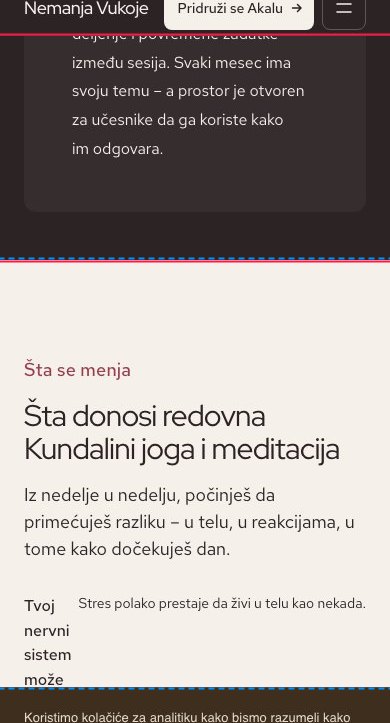 Nemanja Vukoje
Pridruži se Akalu →
deljenje i povremene zadatke
između sesija. Svaki mesec ima
svoju temu – a prostor je otvoren
za učesnike da ga koriste kako
im odgovara.
Šta se menja
Šta donosi redovna
Kundalini joga i meditacija
Iz nedelje u nedelju, počinješ da
primećuješ razliku – u telu, u reakcijama, u
tome kako dočekuješ dan.
Tvoj
nervni
sistem
može
Stres polako prestaje da živi u telu kao nekada.
Koristimo kolačiće za analitiku kako bismo razumeli kako